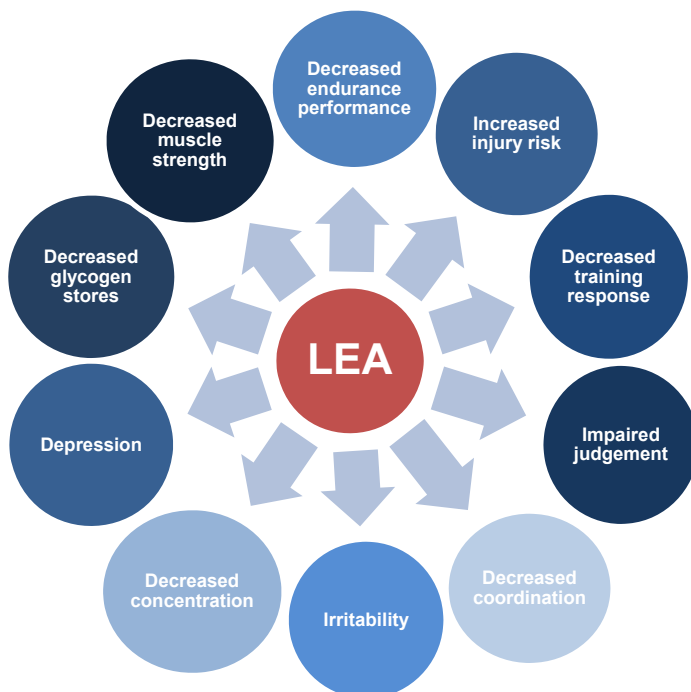 Decreased
endurance
performance
Increased
injury risk
Decreased
training
response
Impaired
judgement
Decreased
coordination
Irritability
Decreased
concentration
Depression
Decreased
glycogen
stores
Decreased
muscle
strength
LEA